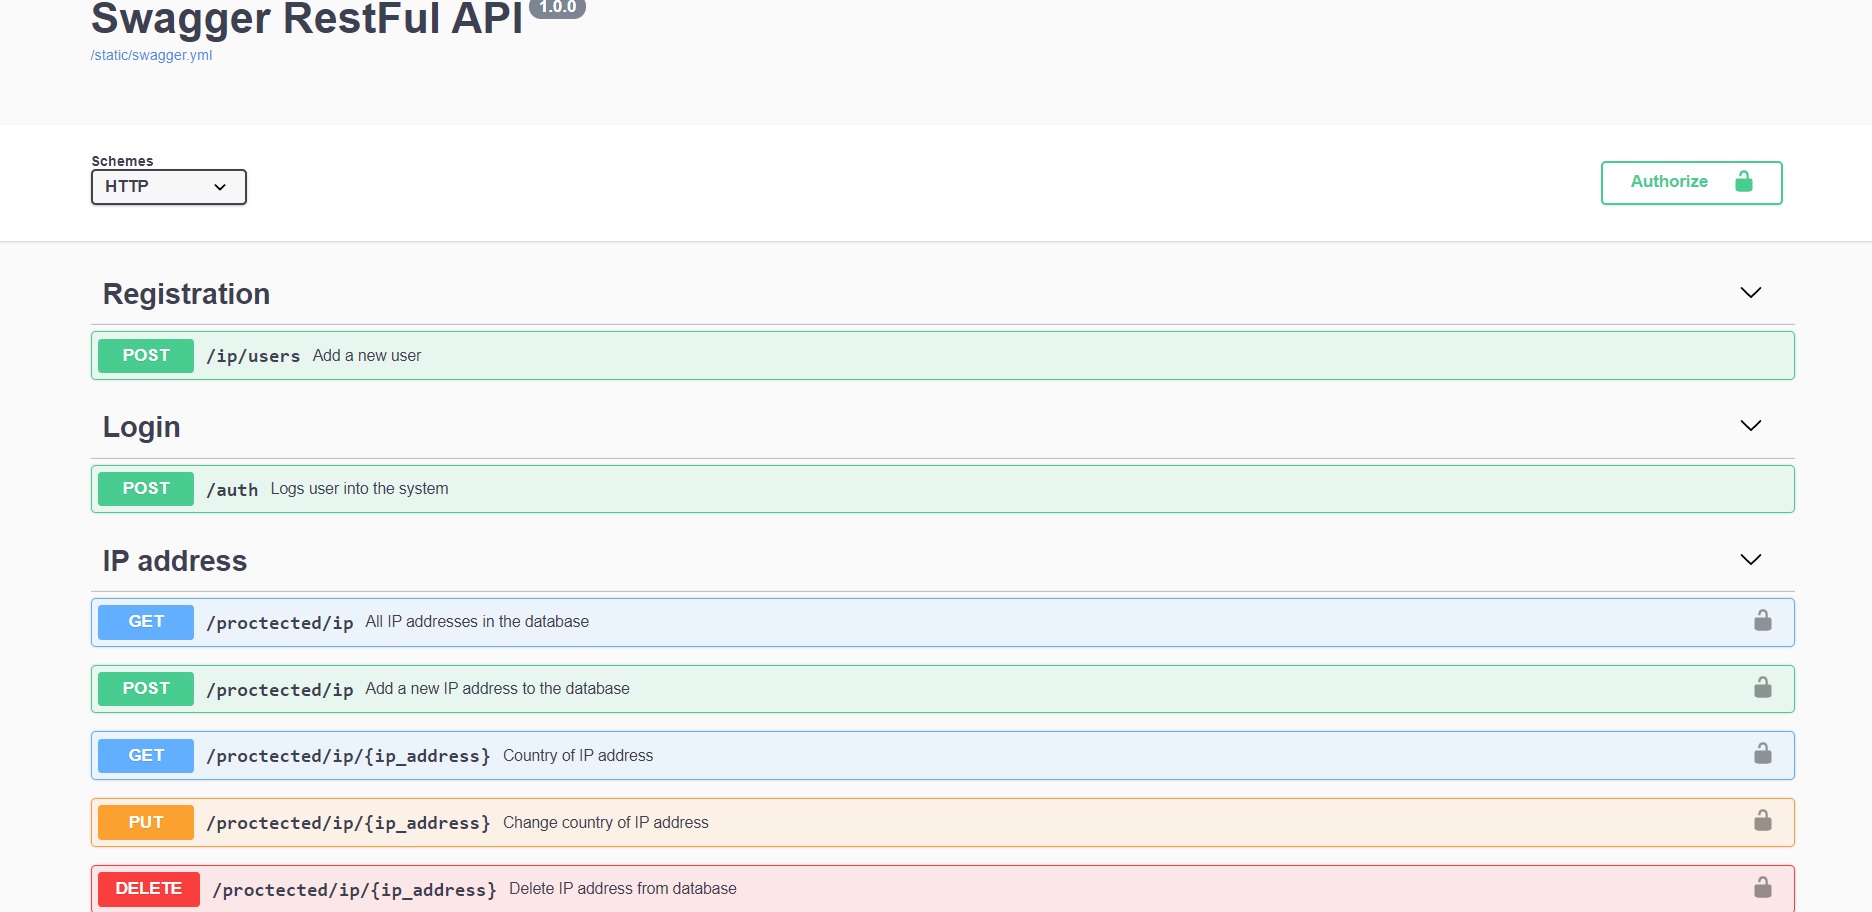 Swagger RestFul API 1.0.0
/static/swagger.yml
Schemes
HTTP
Authorize
Registration
POST /ip/users Add a new user
Login
POST /auth Logs user into the system
IP address
GET /proctected/ip All IP addresses in the database
POST /proctected/ip Add a new IP address to the database
GET /proctected/ip/{ip_address} Country of IP address
PUT /proctected/ip/{ip_address} Change country of IP address
DELETE /proctected/ip/{ip_address} Delete IP address from database